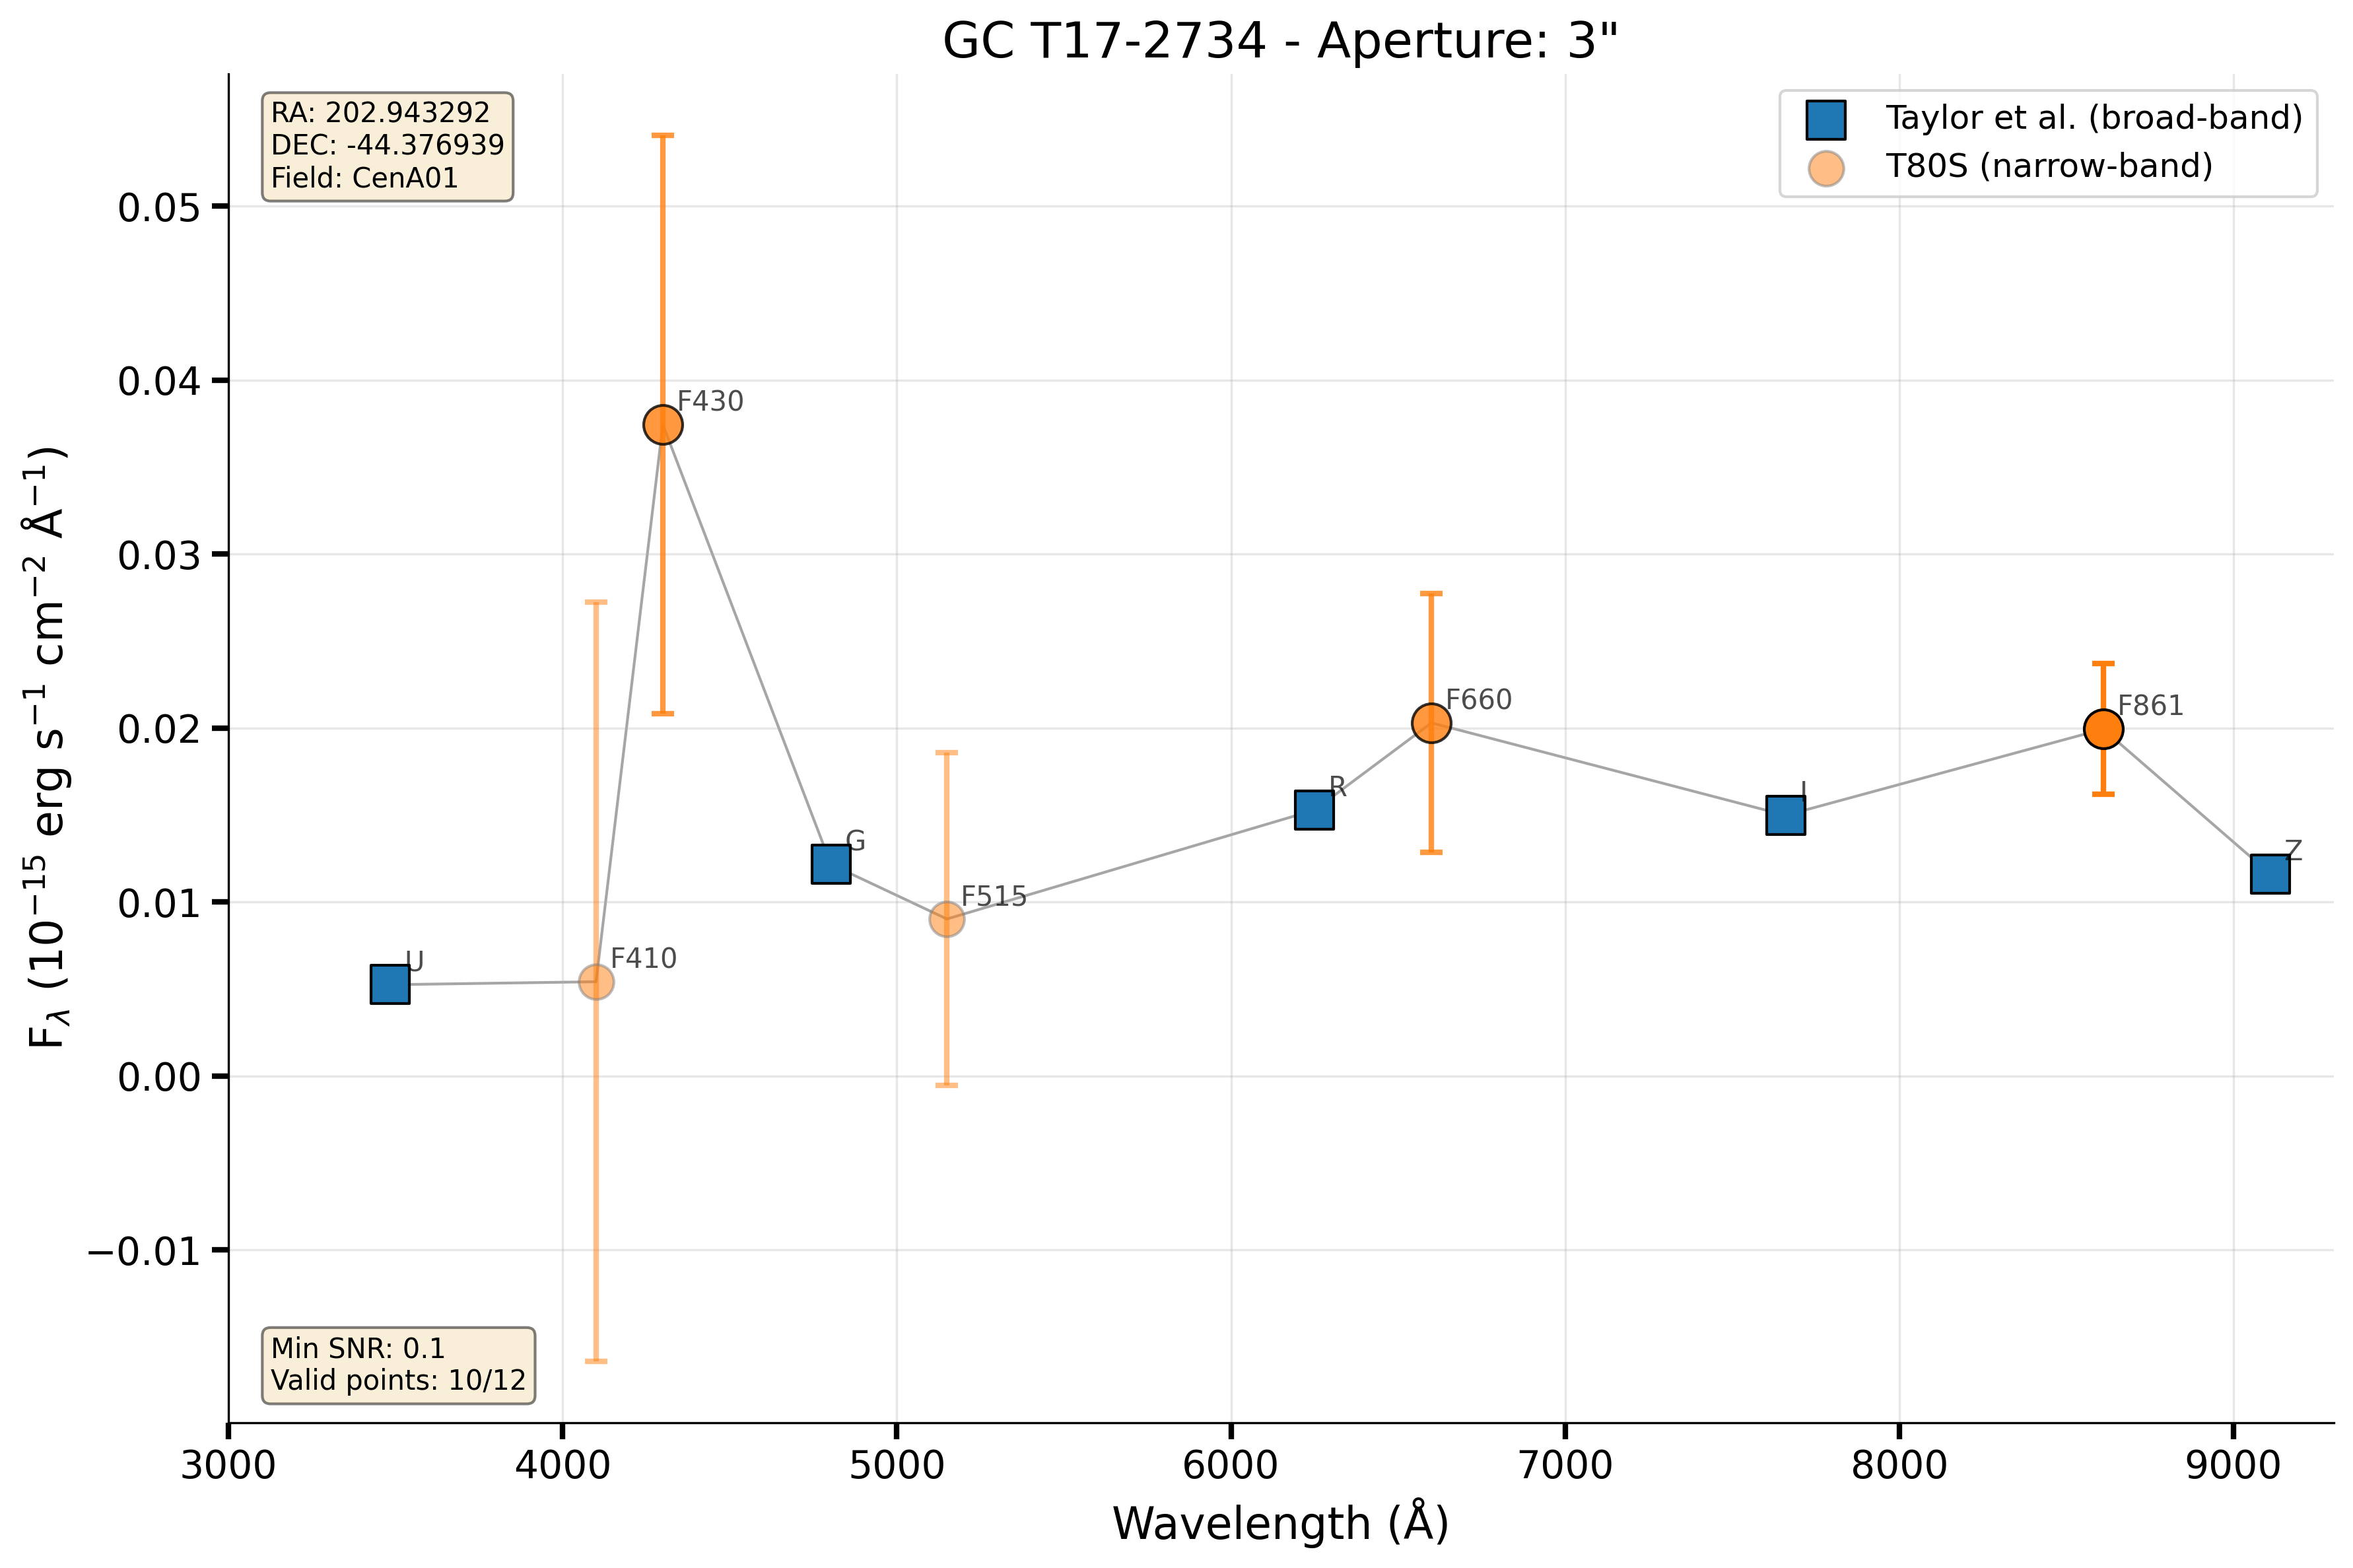 GC T17-2734 - Aperture: 3"
RA: 202.943292
DEC: -44.376939
Field: CenA01
Taylor et al. (broad-band)
T80S (narrow-band)
F430
F660
F861
R
I
G
Z
F515
U
F410
Min SNR: 0.1
Valid points: 10/12
0.05
0.04
0.03
0.02
0.01
0.00
−0.01
F_λ (10⁻¹⁵ erg s⁻¹ cm⁻² Å⁻¹)
3000 4000 5000 6000 7000 8000 9000
Wavelength (Å)